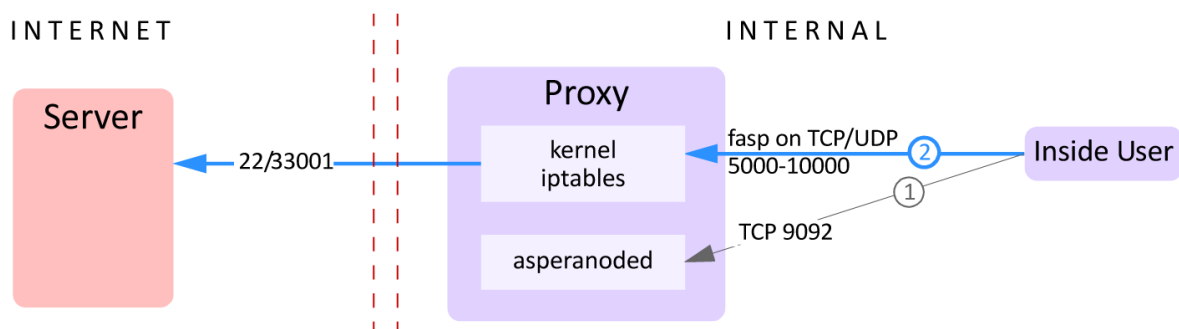 INTERNET
INTERNAL
Server
Proxy
22/33001
kernel
iptables
fasp on TCP/UDP
5000-10000
2
Inside User
1
TCP 9092
asperanoded